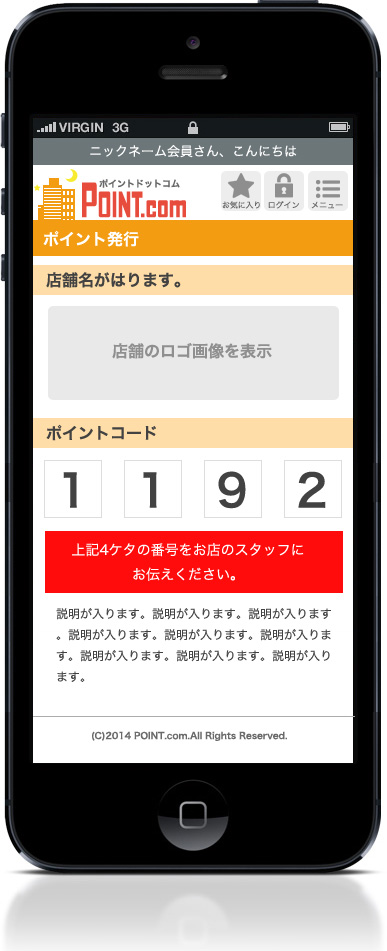 VIRGIN 3G
ニックネーム会員さん、こんにちは
ポイントドットコム
POINT.com
お気に入り ログイン メニュー
ポイント発行
店舗名がはります。
店舗のロゴ画像を表示
ポイントコード
1 1 9 2
上記4ケタの番号をお店のスタッフに
お伝えください。
説明が入ります。説明が入ります。説明が入ります
。説明が入ります。説明が入ります。説明が入りま
す。説明が入ります。説明が入ります。説明が入り
ます。
(C)2014 POINT.com.All Rights Reserved.